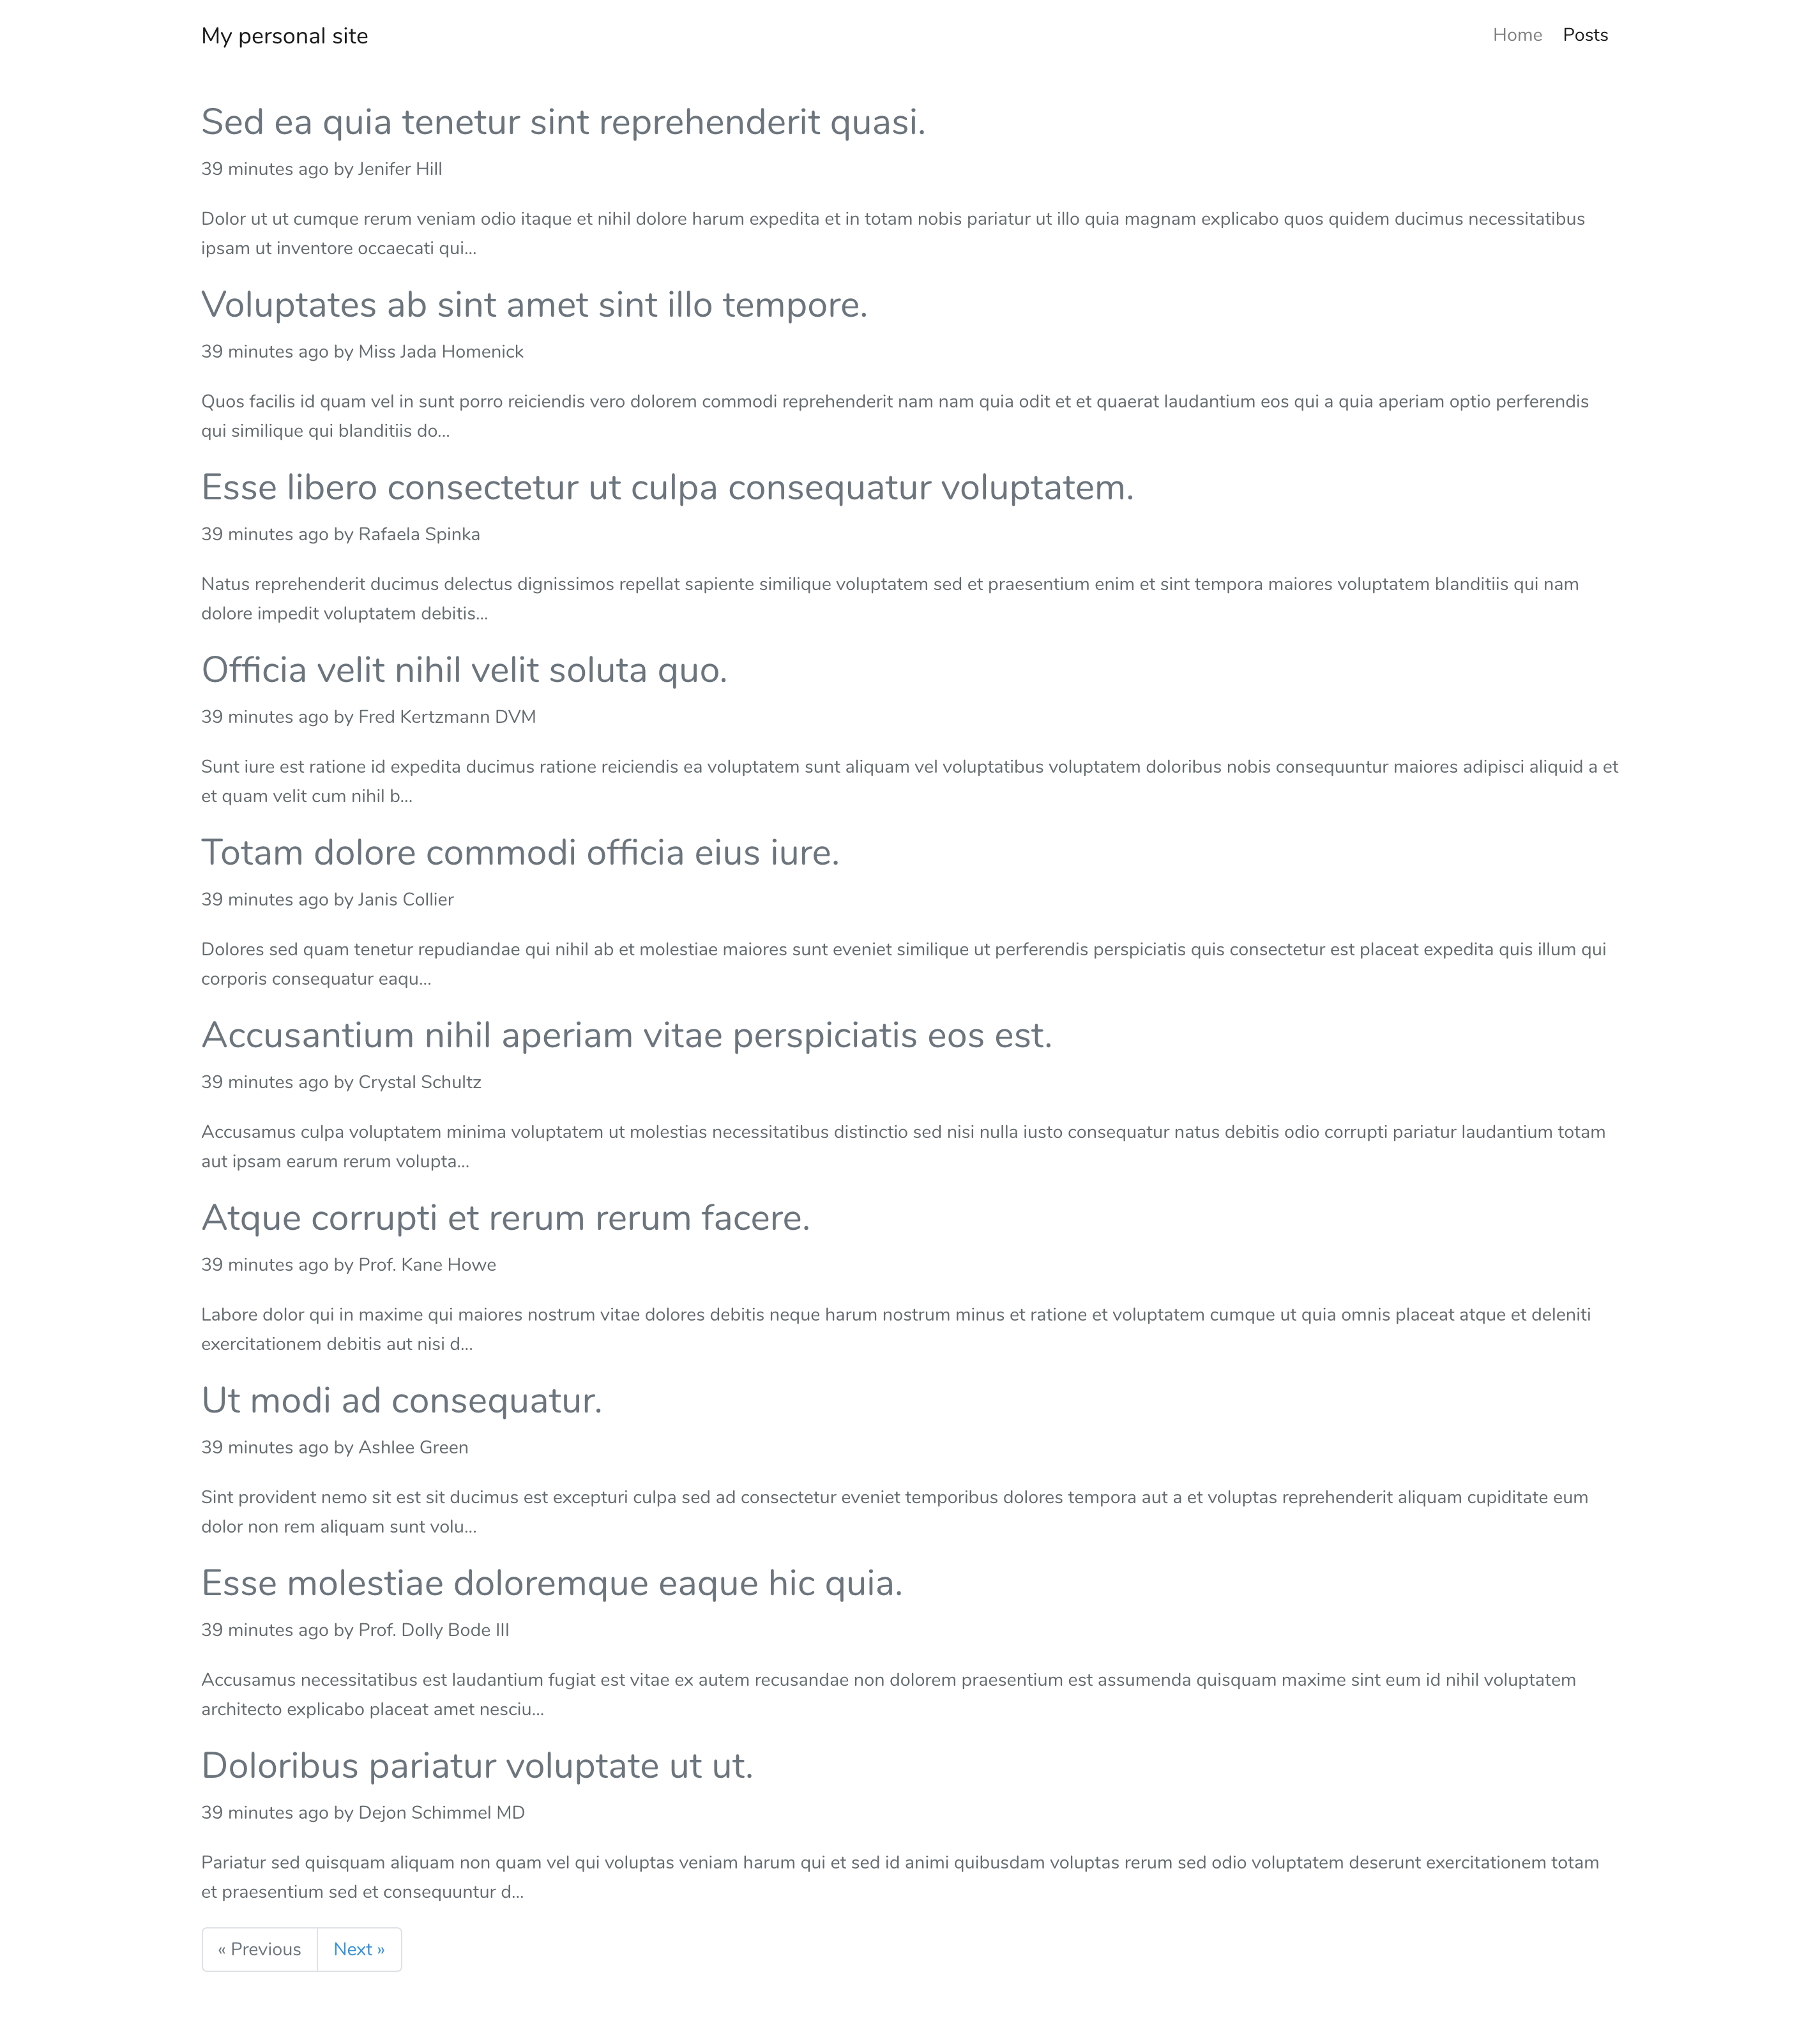 My personal site
Home Posts
Sed ea quia tenetur sint reprehenderit quasi.
39 minutes ago by Jenifer Hill
Dolor ut ut cumque rerum veniam odio itaque et nihil dolore harum expedita et in totam nobis pariatur ut illo quia magnam explicabo quos quidem ducimus necessitatibus
ipsam ut inventore occaecati qui...
Voluptates ab sint amet sint illo tempore.
39 minutes ago by Miss Jada Homenick
Quos facilis id quam vel in sunt porro reiciendis vero dolorem commodi reprehenderit nam nam quia odit et et quaerat laudantium eos qui a quia aperiam optio perferendis
qui similique qui blanditiis do...
Esse libero consectetur ut culpa consequatur voluptatem.
39 minutes ago by Rafaela Spinka
Natus reprehenderit ducimus delectus dignissimos repellat sapiente similique voluptatem sed et praesentium enim et sint tempora maiores voluptatem blanditiis qui nam
dolore impedit voluptatem debitis...
Officia velit nihil velit soluta quo.
39 minutes ago by Fred Kertzmann DVM
Sunt iure est ratione id expedita ducimus ratione reiciendis ea voluptatem sunt aliquam vel voluptatibus voluptatem doloribus nobis consequuntur maiores adipisci aliquid a et
et quam velit cum nihil b...
Totam dolore commodi officia eius iure.
39 minutes ago by Janis Collier
Dolores sed quam tenetur repudiandae qui nihil ab et molestiae maiores sunt eveniet similique ut perferendis perspiciatis quis consectetur est placeat expedita quis illum qui
corporis consequatur eaqu...
Accusantium nihil aperiam vitae perspiciatis eos est.
39 minutes ago by Crystal Schultz
Accusamus culpa voluptatem minima voluptatem ut molestias necessitatibus distinctio sed nisi nulla iusto consequatur natus debitis odio corrupti pariatur laudantium totam
aut ipsam earum rerum volupta...
Atque corrupti et rerum rerum facere.
39 minutes ago by Prof. Kane Howe
Labore dolor qui in maxime qui maiores nostrum vitae dolores debitis neque harum nostrum minus et ratione et voluptatem cumque ut quia omnis placeat atque et deleniti
exercitationem debitis aut nisi d...
Ut modi ad consequatur.
39 minutes ago by Ashlee Green
Sint provident nemo sit est sit ducimus est excepturi culpa sed ad consectetur eveniet temporibus dolores tempora aut a et voluptas reprehenderit aliquam cupiditate eum
dolor non rem aliquam sunt volu...
Esse molestiae doloremque eaque hic quia.
39 minutes ago by Prof. Dolly Bode III
Accusamus necessitatibus est laudantium fugiat est vitae ex autem recusandae non dolorem praesentium est assumenda quisquam maxime sint eum id nihil voluptatem
architecto explicabo placeat amet nesciu...
Doloribus pariatur voluptate ut ut.
39 minutes ago by Dejon Schimmel MD
Pariatur sed quisquam aliquam non quam vel qui voluptas veniam harum qui et sed id animi quibusdam voluptas rerum sed odio voluptatem deserunt exercitationem totam
et praesentium sed et consequuntur d...
« Previous Next »